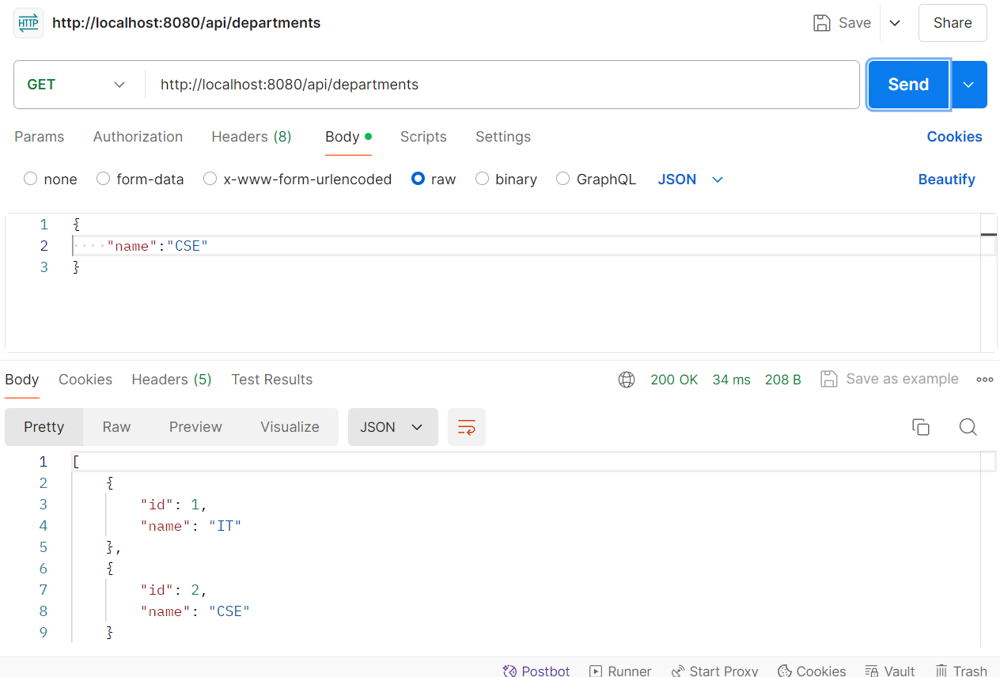 HTTP http://localhost:8080/api/departments Save Share
GET http://localhost:8080/api/departments Send
Params Authorization Headers (8) Body Scripts Settings Cookies
none form-data x-www-form-urlencoded raw binary GraphQL JSON Beautify
1 {
2 ····"name":"CSE"
3 }
Body Cookies Headers (5) Test Results 200 OK 34 ms 208 B Save as example
Pretty Raw Preview Visualize JSON
1 [
2 {
3 "id": 1,
4 "name": "IT"
5 },
6 {
7 "id": 2,
8 "name": "CSE"
9 }
Postbot Runner Start Proxy Cookies Vault Trash